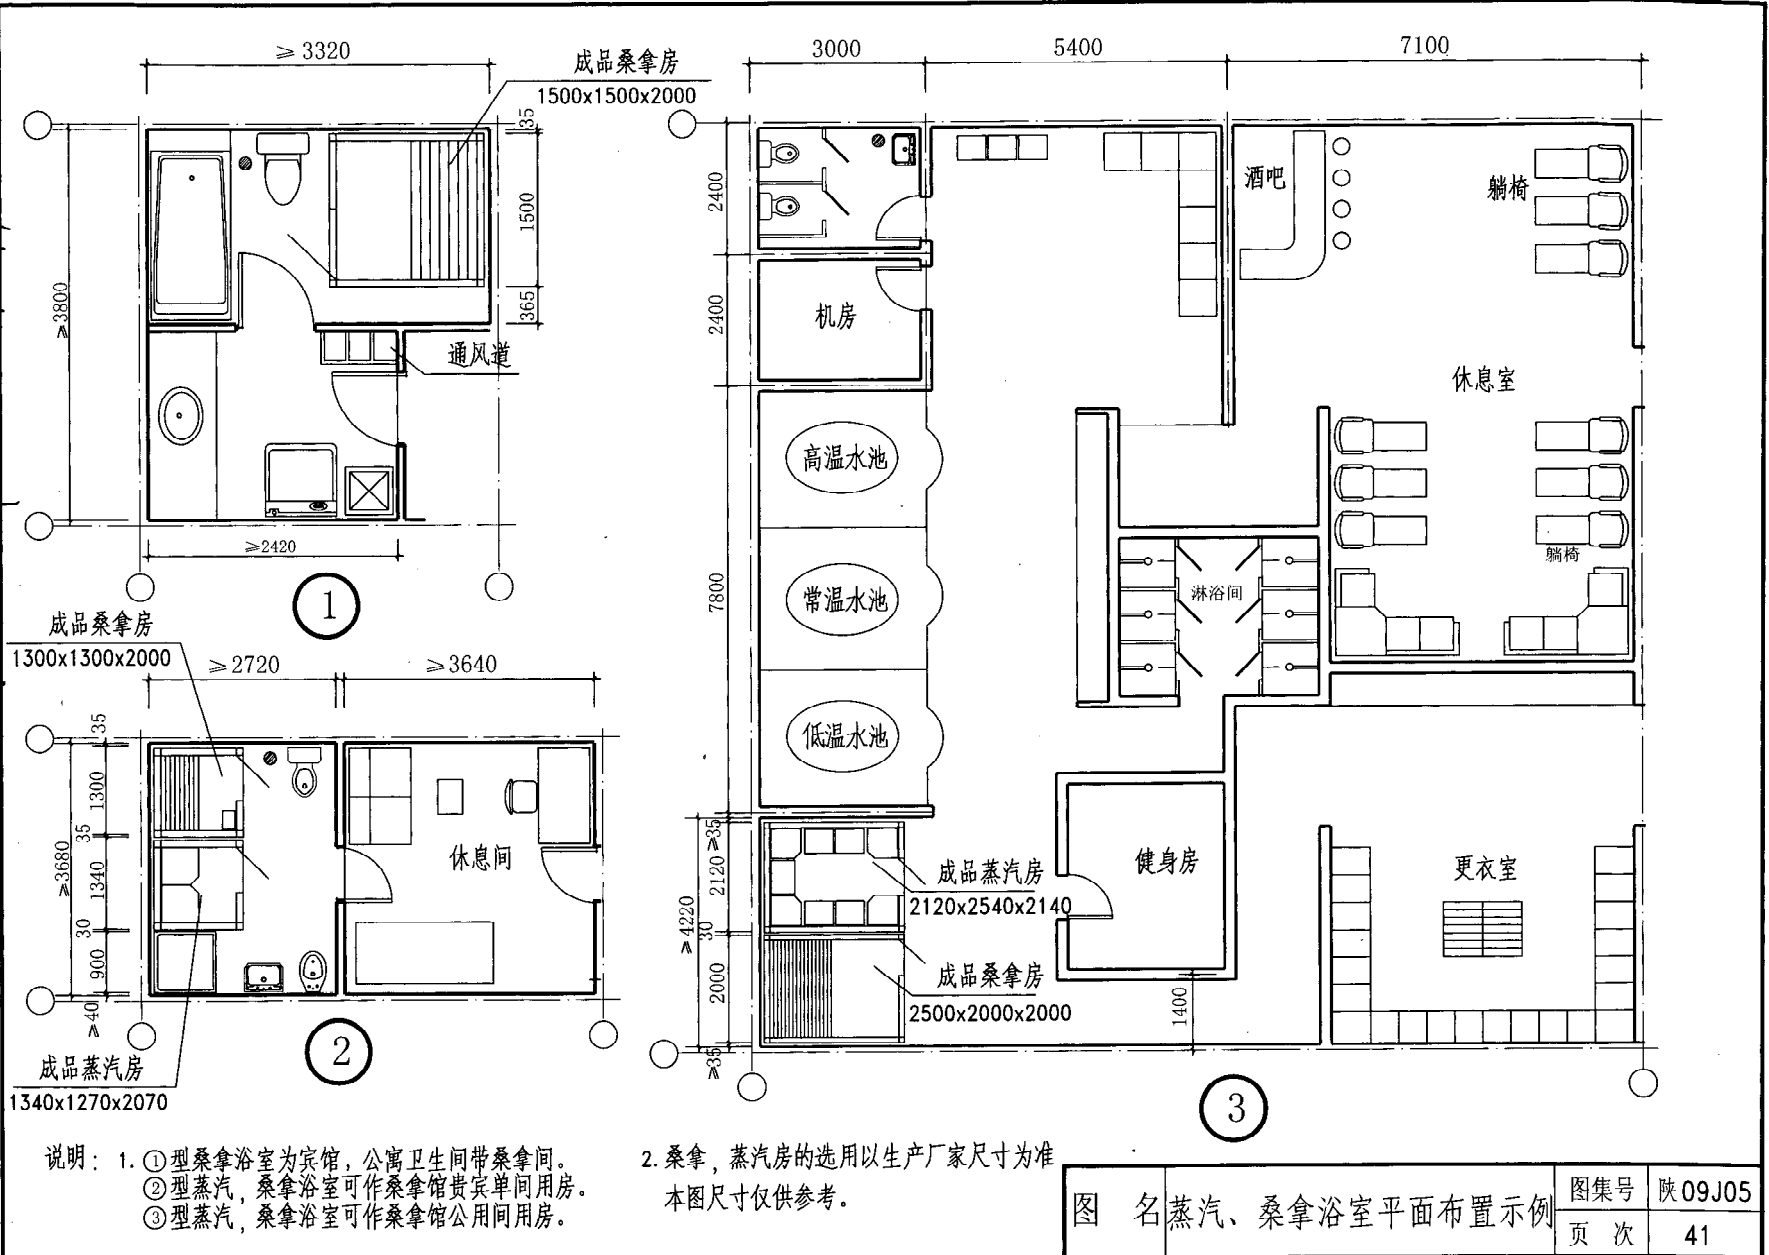 ≥3320
成品桑拿房
1500x1500x2000
35
1500
365
≥3800
通风道
≥2420
1
成品桑拿房
1300x1300x2000
≥2720
≥3640
35
1300
35
1340
30
900
≥40
≥3680
休息间
2
成品蒸汽房
1340x1270x2070
3000
5400
7100
2400
2400
7800
≥35
2120
30
2000
≥35
≥4220
酒吧
躺椅
机房
休息室
高温水池
常温水池
低温水池
淋浴间
躺椅
成品蒸汽房
2120x2540x2140
成品桑拿房
2500x2000x2000
健身房
更衣室
1400
3
说明：1.①型桑拿浴室为宾馆，公寓卫生间带桑拿间。
②型蒸汽，桑拿浴室可作桑拿馆贵宾单间用房。
③型蒸汽，桑拿浴室可作桑拿馆公用间用房。
2.桑拿，蒸汽房的选用以生产厂家尺寸为准
本图尺寸仅供参考。
图 名
蒸汽、桑拿浴室平面布置示例
图集号
陕09J05
页 次
41